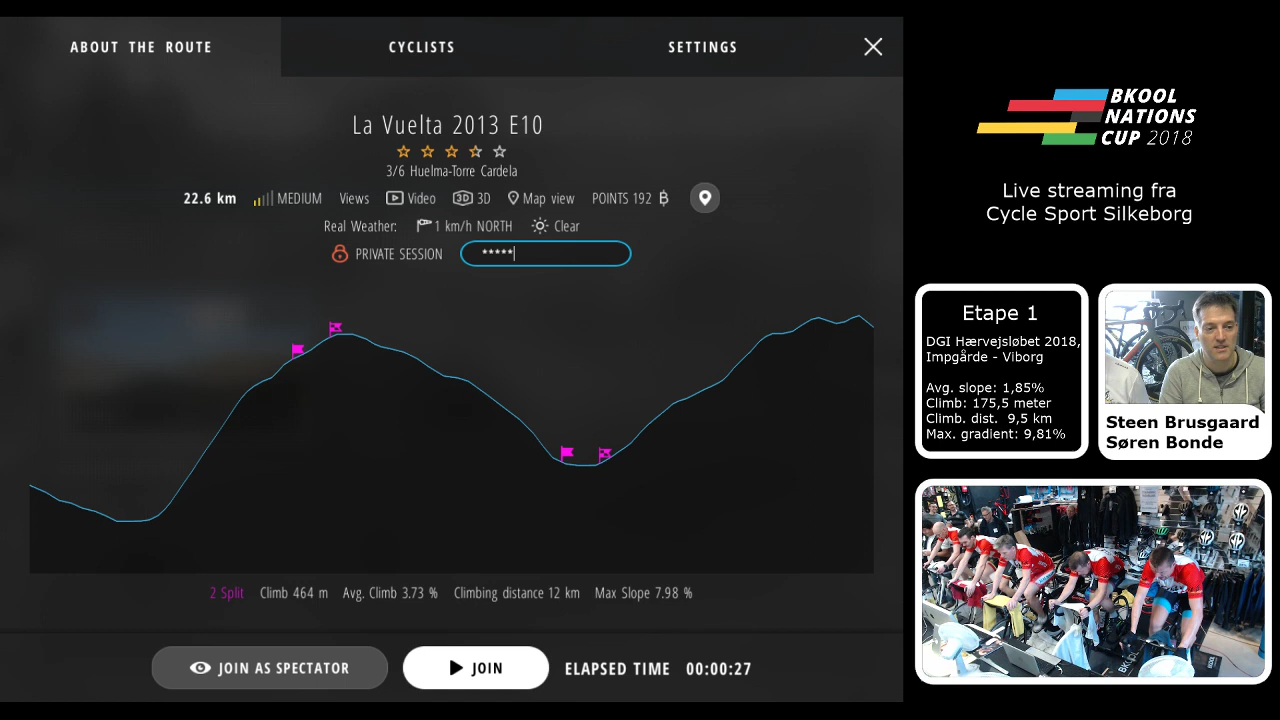 ABOUT THE ROUTE
CYCLISTS
SETTINGS
La Vuelta 2013 E10
3/6 Huelma-Torre Cardela
22.6 km MEDIUM Views Video 3D 3D Map view POINTS 192
Real Weather: 1 km/h NORTH Clear
PRIVATE SESSION *****
2 Split Climb 464 m Avg. Climb 3.73 % Climbing distance 12 km Max Slope 7.98 %
JOIN AS SPECTATOR
JOIN
ELAPSED TIME 00:00:27
BKOOL
NATIONS
CUP 2018
Live streaming fra
Cycle Sport Silkeborg
Etape 1
DGI Hærvejsløbet 2018,
Impgårde - Viborg
Avg. slope: 1,85%
Climb: 175,5 meter
Climb. dist. 9,5 km
Max. gradient: 9,81%
Steen Brusgaard
Søren Bonde
BKOOL